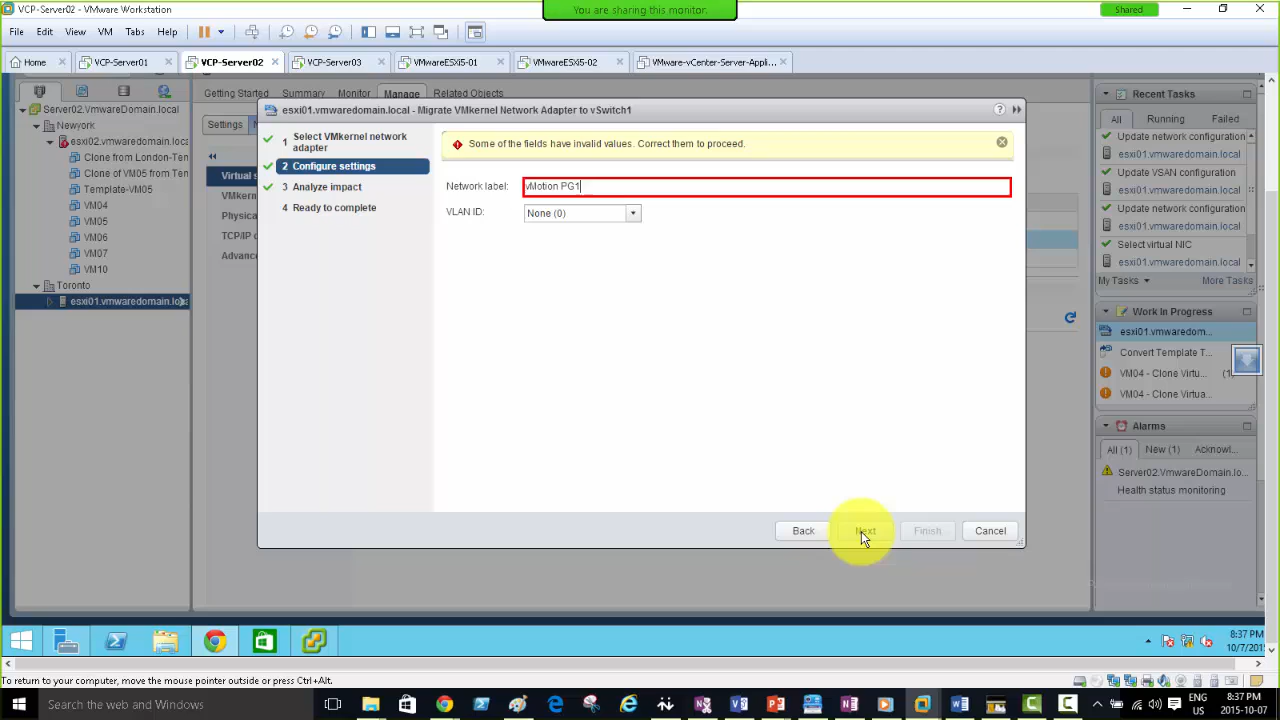 You are sharing this monitor.
VCP-Server02 - VMware Workstation
Shared
File Edit View VM Tabs Help
Home
VCP-Server01
VCP-Server02
VCP-Server03
VMwareESXi5-01
VMwareESXi5-02
VMware-vCenter-Server-Appli...
Getting Started Summary Monitor Manage Related Objects
Server02.VmwareDomain.local
Newyork
esxi02.vmwaredomain.loca
Clone from London-Ten
Clone of VM05 from Tem
Template-VM05
VM04
VM05
VM06
VM07
VM10
Toronto
esxi01.vmwaredomain.loca
Settings
Virtual s
VMkern
Physica
TCP/IP c
Advanc
esxi01.vmwaredomain.local - Migrate VMkernel Network Adapter to vSwitch1
1 Select VMkernel network adapter
2 Configure settings
3 Analyze impact
4 Ready to complete
Some of the fields have invalid values. Correct them to proceed.
Network label: vMotion PG1
VLAN ID: None (0)
Back Next Finish Cancel
Recent Tasks
All Running Failed
Update network configuration
esxi01.vmwaredomain.local
Update VSAN configuration
esxi01.vmwaredomain.local
Update network configuration
esxi01.vmwaredomain.local
Select virtual NIC
esxi01.vmwaredomain.local
My Tasks More Tasks
Work In Progress
esxi01.vmwaredom...
Convert Template T...
VM04 - Clone Virtu...
VM04 - Clone Virtua...
Alarms
All (1) New (1) Acknowl...
Server02.VmwareDomain.lo...
Health status monitoring
8:37 PM
10/7/201
To return to your computer, move the mouse pointer outside or press Ctrl+Alt.
Search the web and Windows
ENG
US
8:37 PM
2015-10-07